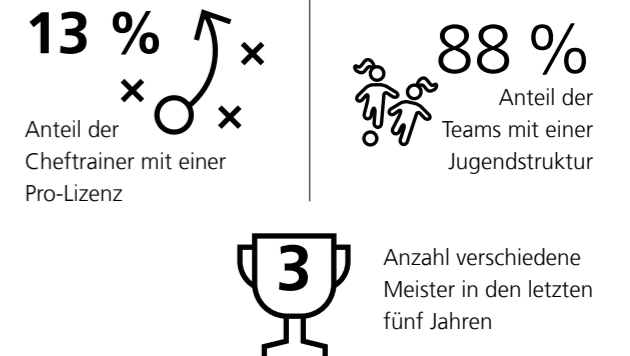 13 %
Anteil der
Cheftrainer mit einer
Pro-Lizenz
88 %
Anteil der
Teams mit einer
Jugendstruktur
3
Anzahl verschiedene
Meister in den letzten
fünf Jahren